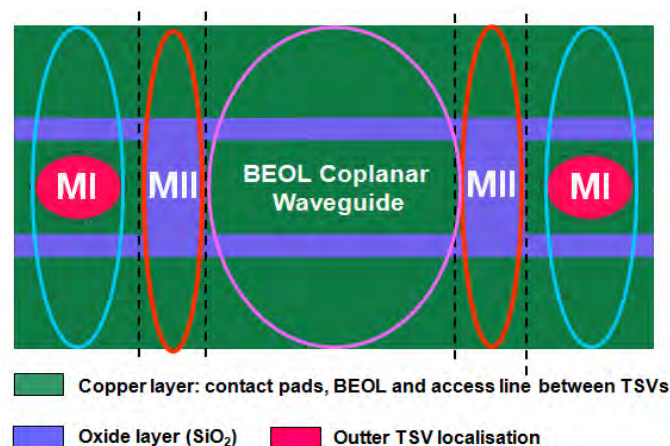 MI
MII
BEOL Coplanar
Waveguide
MII
MI
Copper layer: contact pads, BEOL and access line between TSVs
Oxide layer (SiO₂)
Outter TSV localisation